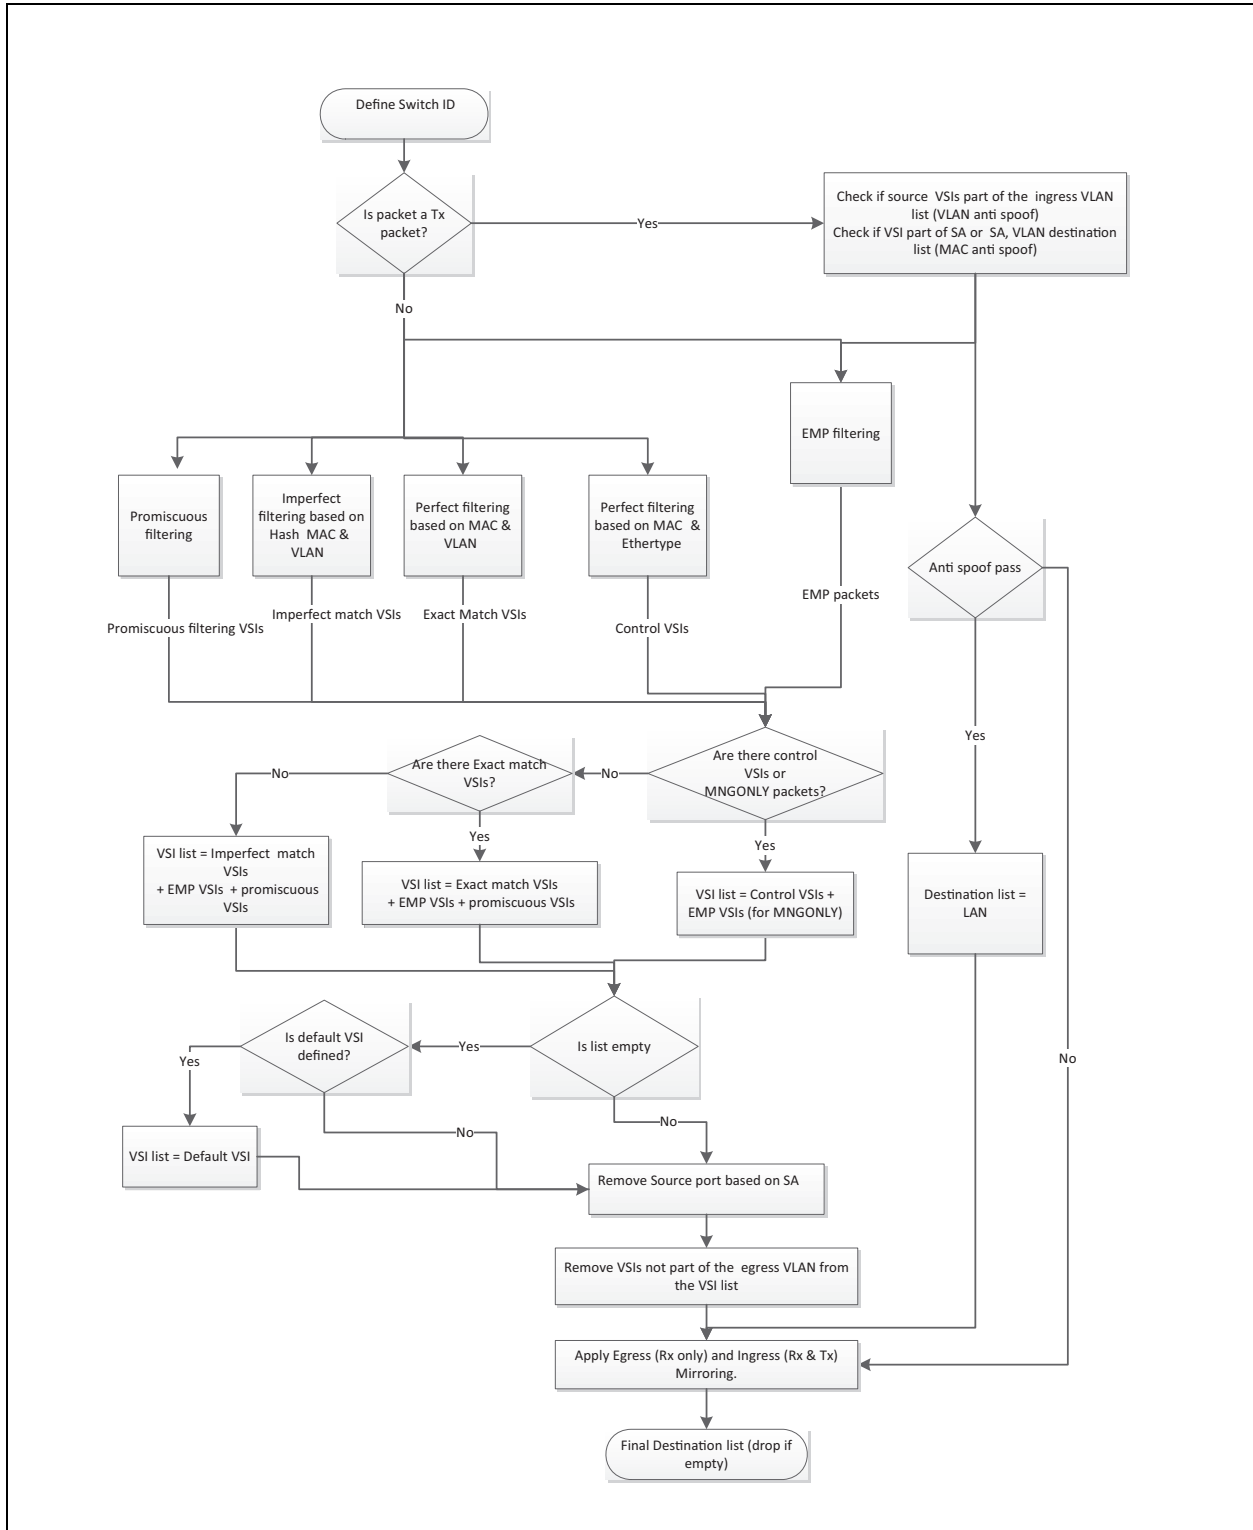 Define Switch ID
Is packet a Tx
packet?
Yes
Check if source VSIs part of the ingress VLAN
list (VLAN anti spoof)
Check if VSI part of SA or SA, VLAN destination
list (MAC anti spoof)
No
EMP filtering
Promiscuous
filtering
Imperfect
filtering based on
Hash MAC &
VLAN
Perfect filtering
based on MAC &
VLAN
Perfect filtering
based on MAC &
Ethertype
Anti spoof pass
EMP packets
Promiscuous filtering VSIs
Imperfect match VSIs
Exact Match VSIs
Control VSIs
Yes
Are there control
VSIs or
MNGONLY packets?
No
Are there Exact match
VSIs?
No
Yes
Yes
VSI list = Imperfect match
VSIs
+ EMP VSIs + promiscuous
VSIs
VSI list = Exact match VSIs
+ EMP VSIs + promiscuous VSIs
VSI list = Control VSIs +
EMP VSIs (for MNGONLY)
Destination list =
LAN
Is default VSI
defined?
Yes
Is list empty
Yes
No
No
No
VSI list = Default VSI
Remove Source port based on SA
Remove VSIs not part of the egress VLAN from
the VSI list
Apply Egress (Rx only) and Ingress (Rx & Tx)
Mirroring.
Final Destination list (drop if
empty)